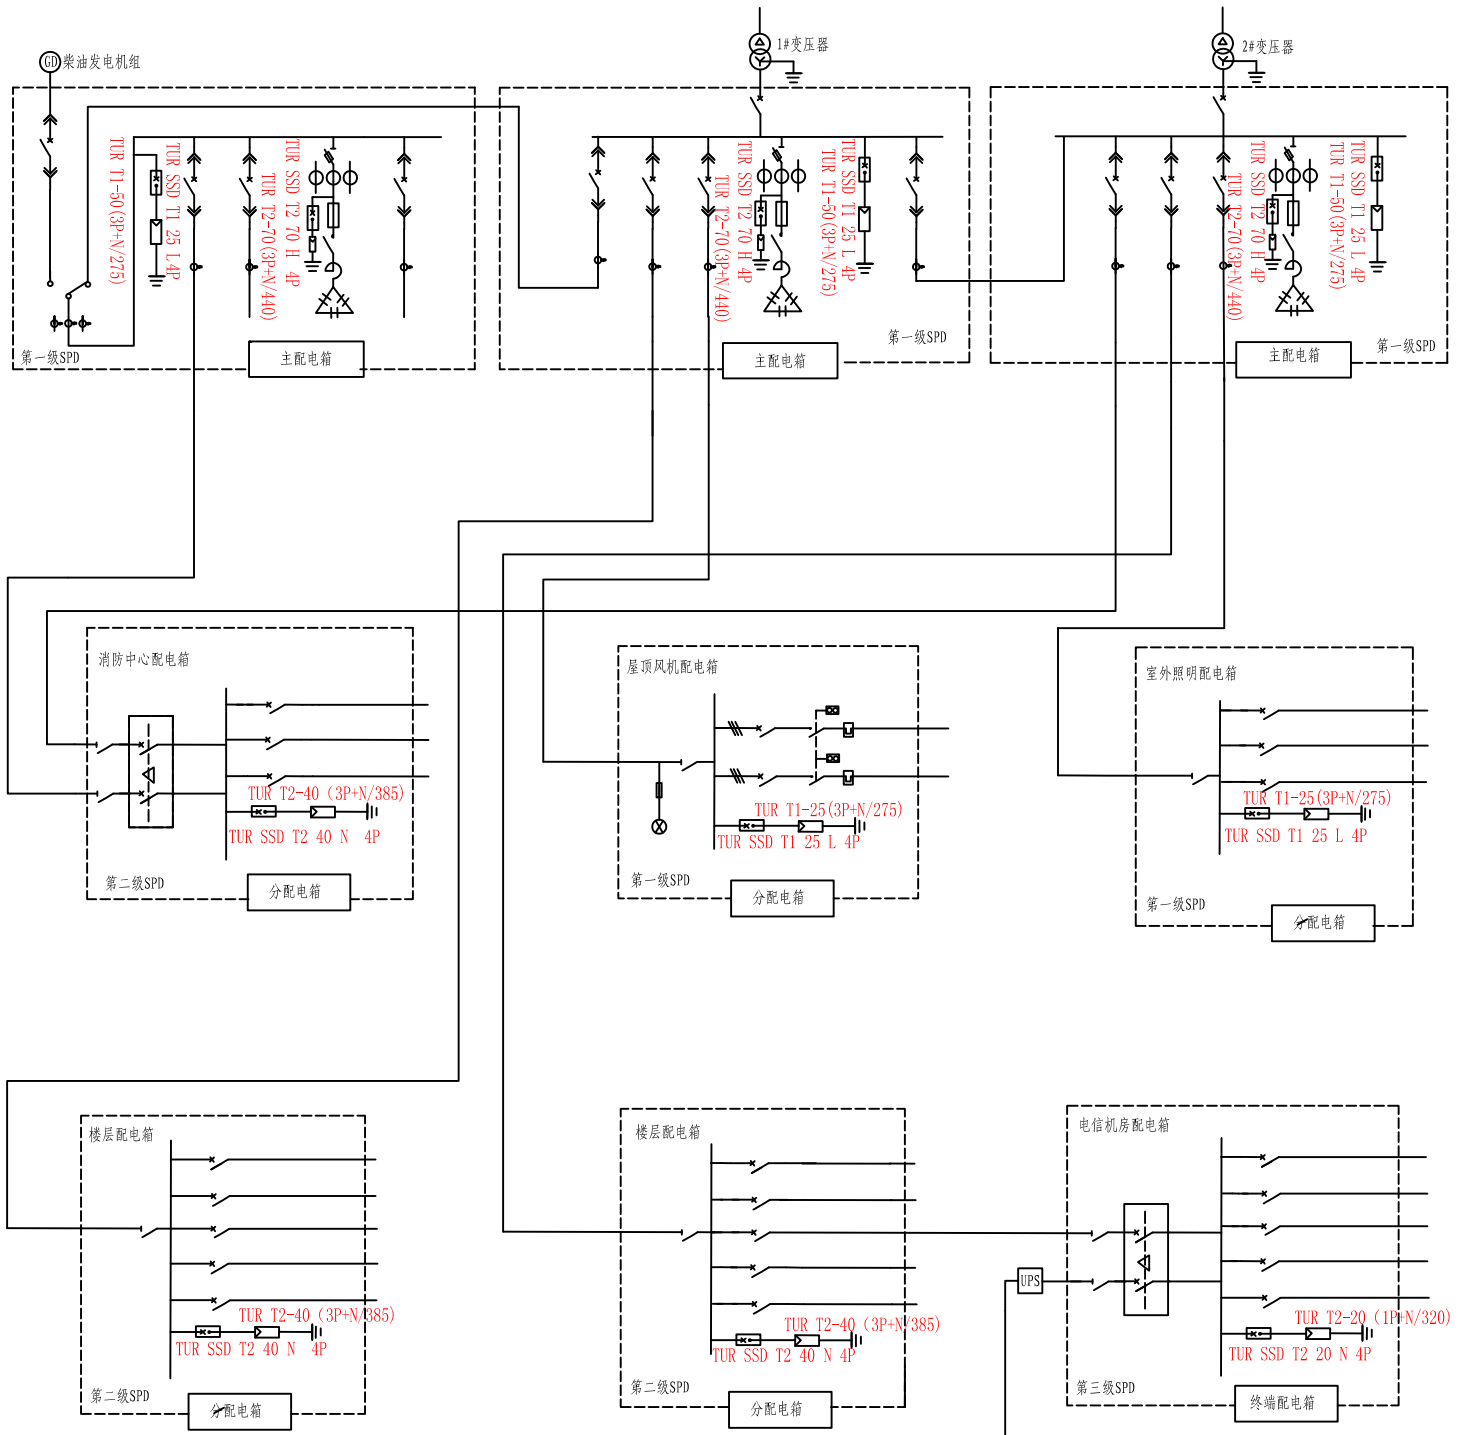 GD
柴油发电机组
1#变压器
2#变压器
TUR T1-50(3P+N/275)
TUR SSD T1 25 L4P
TUR T2-70(3P+N/440)
TUR SSD T2 70 H 4P
第一级SPD
主配电箱
TUR T2-70(3P+N/440)
TUR SSD T2 70 H 4P
TUR T1-50(3P+N/275)
TUR SSD T1 25 L 4P
第一级SPD
主配电箱
TUR T2-70(3P+N/440)
TUR SSD T2 70 H 4P
TUR T1-50(3P+N/275)
TUR SSD T1 25 L 4P
第一级SPD
主配电箱
消防中心配电箱
TUR T2-40 (3P+N/385)
TUR SSD T2 40 N 4P
第二级SPD
分配电箱
屋顶风机配电箱
TUR T1-25(3P+N/275)
TUR SSD T1 25 L 4P
第一级SPD
分配电箱
室外照明配电箱
TUR T1-25(3P+N/275)
TUR SSD T1 25 L 4P
第一级SPD
分配电箱
楼层配电箱
TUR T2-40 (3P+N/385)
TUR SSD T2 40 N 4P
第二级SPD
分配电箱
楼层配电箱
TUR T2-40 (3P+N/385)
TUR SSD T2 40 N 4P
第二级SPD
分配电箱
电信机房配电箱
UPS
TUR T2-20 (1P+N/320)
TUR SSD T2 20 N 4P
第三级SPD
终端配电箱